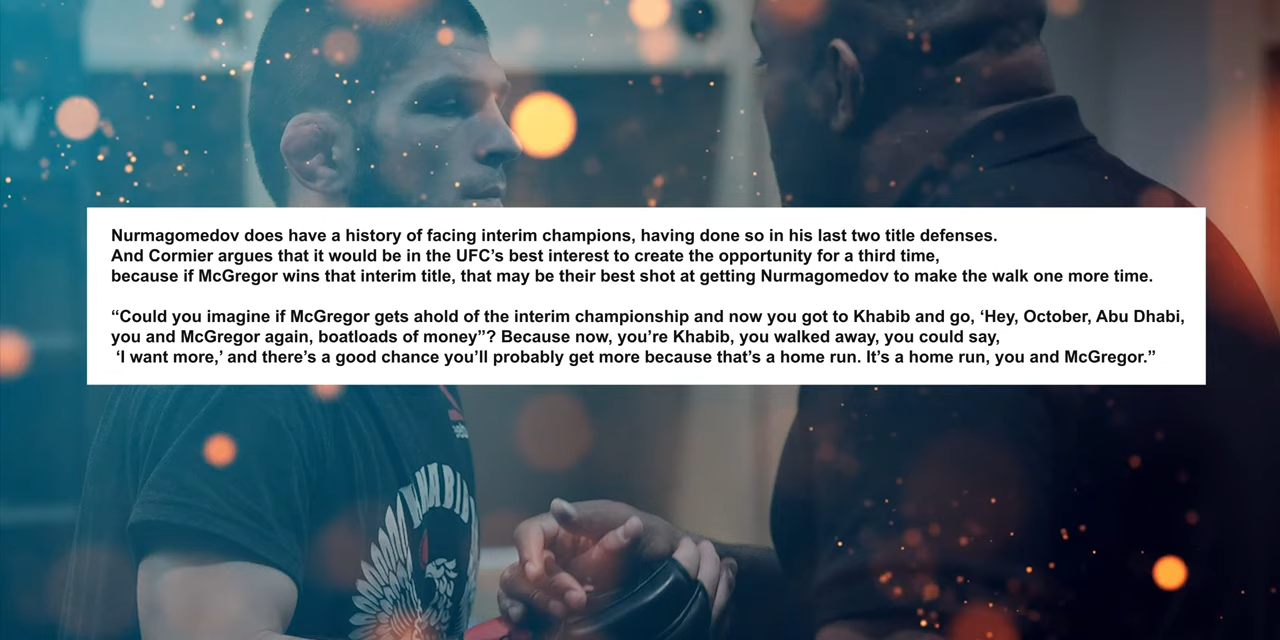 Nurmagomedov does have a history of facing interim champions, having done so in his last two title defenses.
And Cormier argues that it would be in the UFC’s best interest to create the opportunity for a third time,
because if McGregor wins that interim title, that may be their best shot at getting Nurmagomedov to make the walk one more time.
“Could you imagine if McGregor gets ahold of the interim championship and now you got to Khabib and go, ‘Hey, October, Abu Dhabi,
you and McGregor again, boatloads of money”? Because now, you’re Khabib, you walked away, you could say,
‘I want more,’ and there’s a good chance you’ll probably get more because that’s a home run. It’s a home run, you and McGregor.”